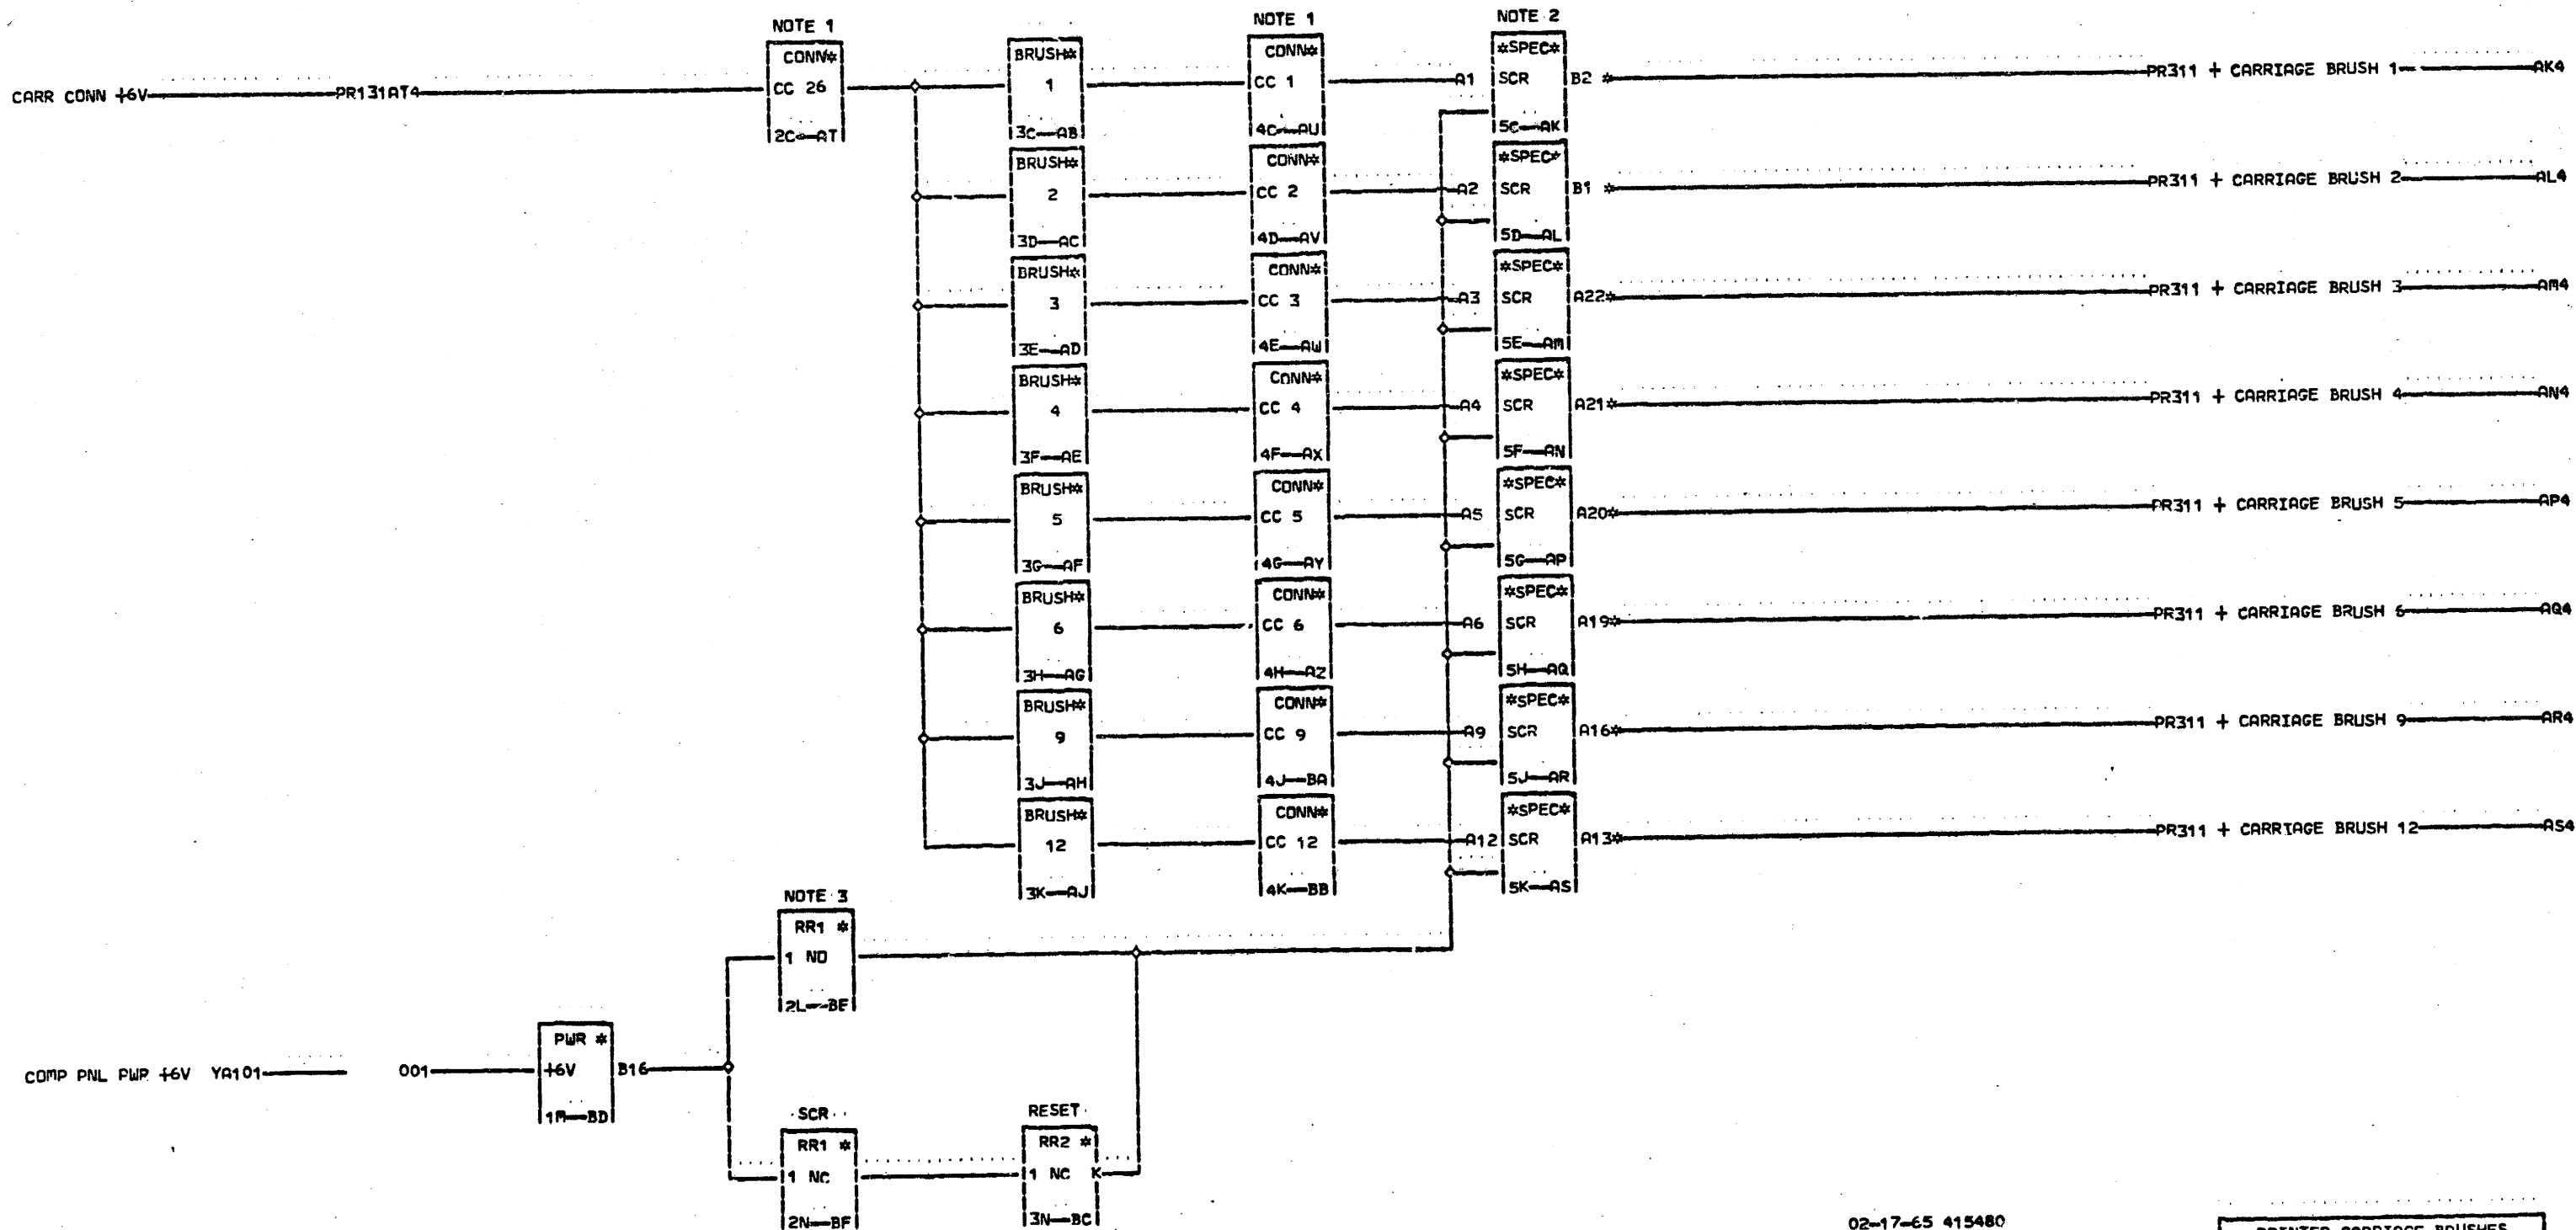 NOTE 1 NOTE 1 NOTE 2
CARR CONN +6V PR131AT4
CONN*
CC 26
2C AT
BRUSH*
1
3C AB
CONN*
CC 1
4C AU
A1
*SPEC*
SCR
5C AK
B2 *
PR311 + CARRIAGE BRUSH 1 AK4
BRUSH*
2
3D AC
CONN*
CC 2
4D AV
A2
*SPEC*
SCR
5D AL
B1 *
PR311 + CARRIAGE BRUSH 2 AL4
BRUSH*
3
3E AD
CONN*
CC 3
4E AW
A3
*SPEC*
SCR
5E AM
A22*
PR311 + CARRIAGE BRUSH 3 AM4
BRUSH*
4
3F AE
CONN*
CC 4
4F AX
A4
*SPEC*
SCR
5F AN
A21*
PR311 + CARRIAGE BRUSH 4 AN4
BRUSH*
5
3G AF
CONN*
CC 5
4G AY
A5
*SPEC*
SCR
5G AP
A20*
PR311 + CARRIAGE BRUSH 5 AP4
BRUSH*
6
3H AG
CONN*
CC 6
4H AZ
A6
*SPEC*
SCR
5H AQ
A19*
PR311 + CARRIAGE BRUSH 6 AQ4
BRUSH*
9
3J AH
CONN*
CC 9
4J BA
A9
*SPEC*
SCR
5J AR
A16*
PR311 + CARRIAGE BRUSH 9 AR4
BRUSH*
12
3K AJ
CONN*
CC 12
4K BB
A12
*SPEC*
SCR
5K AS
A13*
PR311 + CARRIAGE BRUSH 12 AS4
NOTE 3
RR1 *
1 NO
2L BE
COMP PNL PWR +6V YA101 001
PWR *
+6V
1M BD
B16
SCR
RR1 *
1 NC
2N BF
RESET
RR2 *
1 NC K
3N BC
02-17-65 415480
PRINTER CARRIAGE BRUSHES